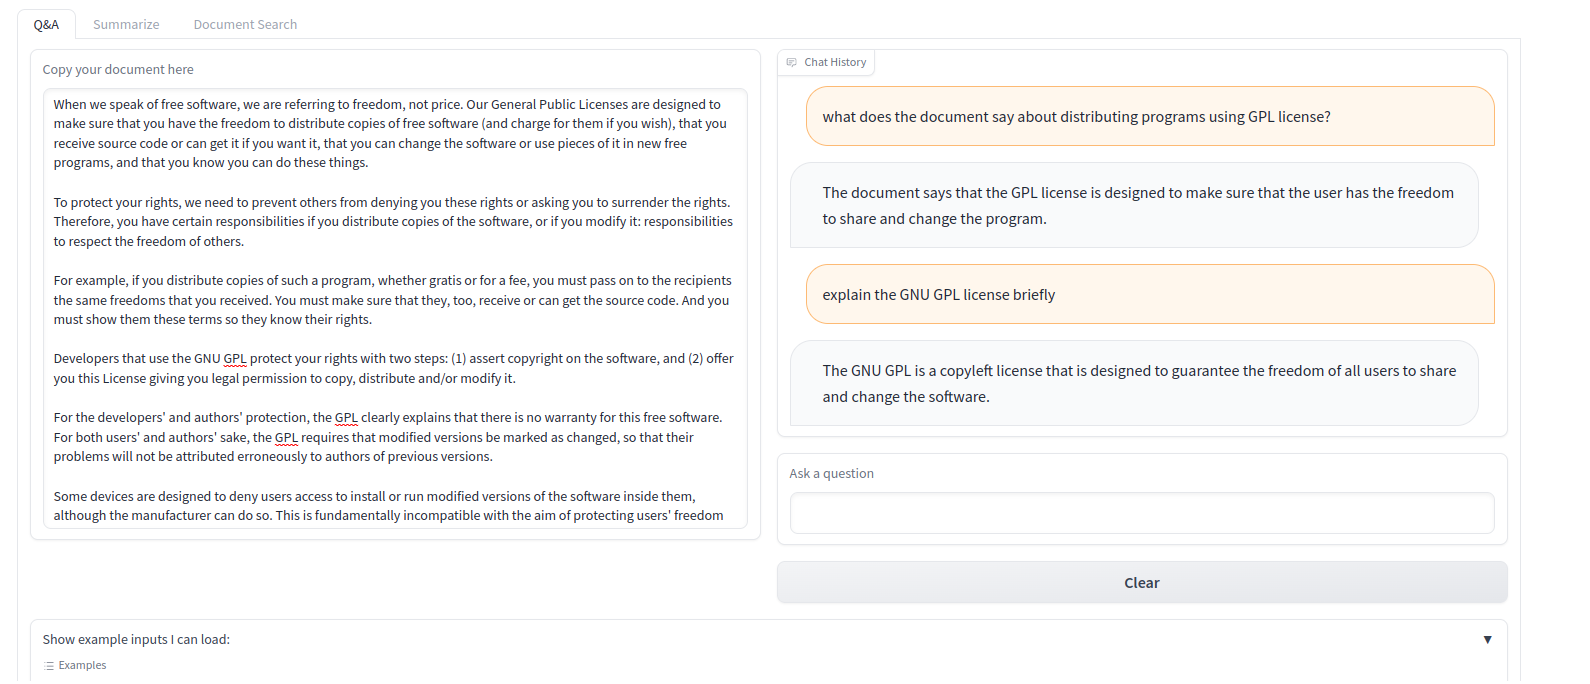 Q&A
Summarize
Document Search
Copy your document here
When we speak of free software, we are referring to freedom, not price. Our General Public Licenses are designed to
make sure that you have the freedom to distribute copies of free software (and charge for them if you wish), that you
receive source code or can get it if you want it, that you can change the software or use pieces of it in new free
programs, and that you know you can do these things.
To protect your rights, we need to prevent others from denying you these rights or asking you to surrender the rights.
Therefore, you have certain responsibilities if you distribute copies of the software, or if you modify it: responsibilities
to respect the freedom of others.
For example, if you distribute copies of such a program, whether gratis or for a fee, you must pass on to the recipients
the same freedoms that you received. You must make sure that they, too, receive or can get the source code. And you
must show them these terms so they know their rights.
Developers that use the GNU GPL protect your rights with two steps: (1) assert copyright on the software, and (2) offer
you this License giving you legal permission to copy, distribute and/or modify it.
For the developers' and authors' protection, the GPL clearly explains that there is no warranty for this free software.
For both users' and authors' sake, the GPL requires that modified versions be marked as changed, so that their
problems will not be attributed erroneously to authors of previous versions.
Some devices are designed to deny users access to install or run modified versions of the software inside them,
although the manufacturer can do so. This is fundamentally incompatible with the aim of protecting users' freedom
Chat History
what does the document say about distributing programs using GPL license?
The document says that the GPL license is designed to make sure that the user has the freedom
to share and change the program.
explain the GNU GPL license briefly
The GNU GPL is a copyleft license that is designed to guarantee the freedom of all users to share
and change the software.
Ask a question
Clear
Show example inputs I can load:
Examples